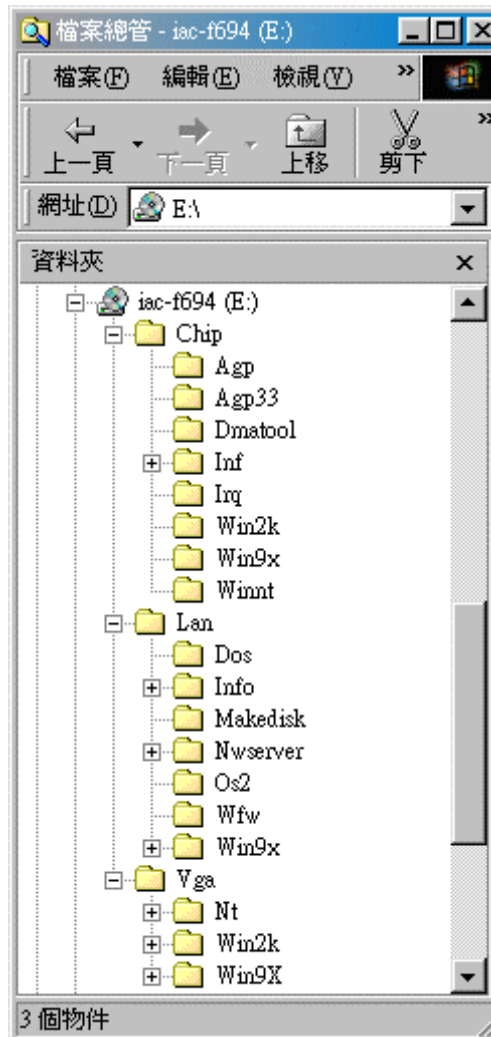 檔案總管 - iac-f694 (E:)
檔案(F) 編輯(E) 檢視(V) »
上一頁 下一頁 上移 剪下 »
網址(D) E:\
資料夾
iac-f694 (E:)
Chip
Agp
Agp33
Dmatool
Inf
Irq
Win2k
Win9x
Winnt
Lan
Dos
Info
Makedisk
Nwserver
Os2
Wfw
Win9x
Vga
Nt
Win2k
Win9X
3 個物件